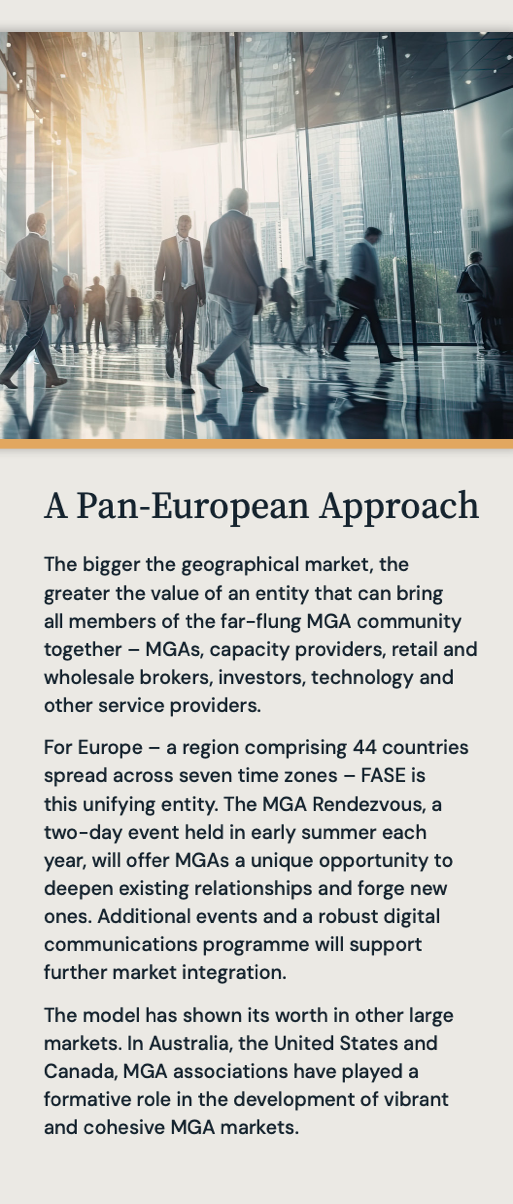 A Pan-European Approach
The bigger the geographical market, the
greater the value of an entity that can bring
all members of the far-flung MGA community
together – MGAs, capacity providers, retail and
wholesale brokers, investors, technology and
other service providers.
For Europe – a region comprising 44 countries
spread across seven time zones – FASE is
this unifying entity. The MGA Rendezvous, a
two-day event held in early summer each
year, will offer MGAs a unique opportunity to
deepen existing relationships and forge new
ones. Additional events and a robust digital
communications programme will support
further market integration.
The model has shown its worth in other large
markets. In Australia, the United States and
Canada, MGA associations have played a
formative role in the development of vibrant
and cohesive MGA markets.